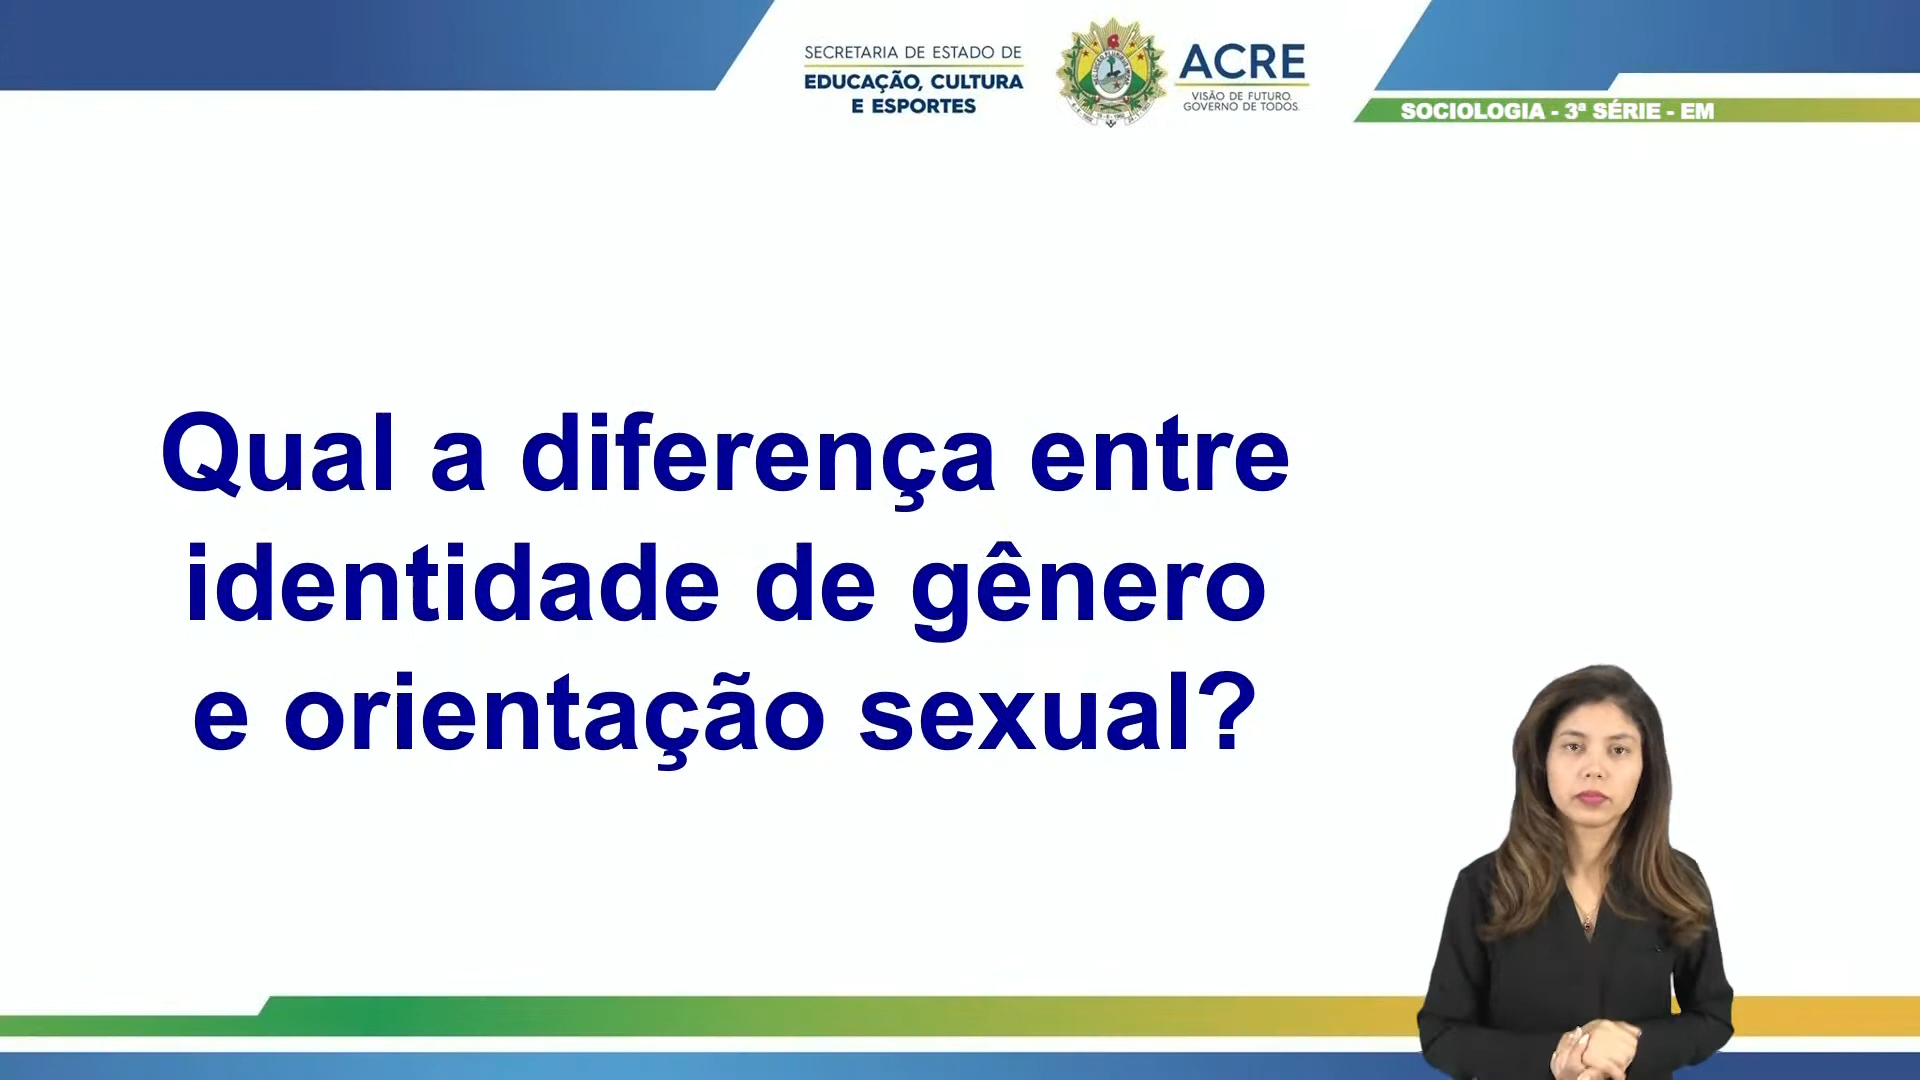 SECRETARIA DE ESTADO DE
EDUCAÇÃO, CULTURA
E ESPORTES
ACRE
VISÃO DE FUTURO.
GOVERNO DE TODOS.
SOCIOLOGIA - 3ª SÉRIE - EM
Qual a diferença entre
identidade de gênero
e orientação sexual?